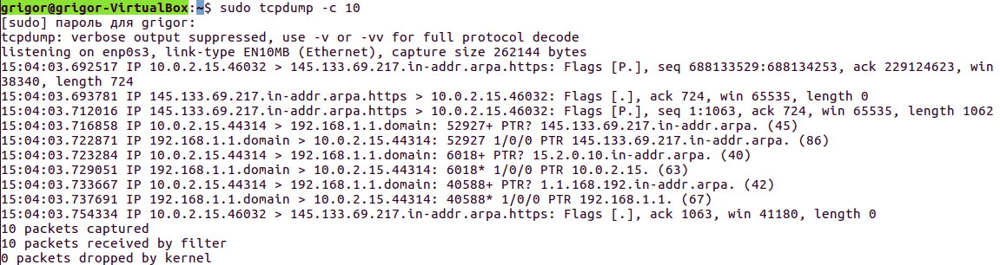 grigor@grigor-VirtualBox:~$ sudo tcpdump -c 10
[sudo] пароль для grigor:
tcpdump: verbose output suppressed, use -v or -vv for full protocol decode
listening on enp0s3, link-type EN10MB (Ethernet), capture size 262144 bytes
15:04:03.692517 IP 10.0.2.15.46032 > 145.133.69.217.in-addr.arpa.https: Flags [P.], seq 688133529:688134253, ack 229124623, win
38340, length 724
15:04:03.693781 IP 145.133.69.217.in-addr.arpa.https > 10.0.2.15.46032: Flags [.], ack 724, win 65535, length 0
15:04:03.712016 IP 145.133.69.217.in-addr.arpa.https > 10.0.2.15.46032: Flags [P.], seq 1:1063, ack 724, win 65535, length 1062
15:04:03.716858 IP 10.0.2.15.44314 > 192.168.1.1.domain: 52927+ PTR? 145.133.69.217.in-addr.arpa. (45)
15:04:03.722871 IP 192.168.1.1.domain > 10.0.2.15.44314: 52927 1/0/0 PTR 145.133.69.217.in-addr.arpa. (86)
15:04:03.723284 IP 10.0.2.15.44314 > 192.168.1.1.domain: 6018+ PTR? 15.2.0.10.in-addr.arpa. (40)
15:04:03.729051 IP 192.168.1.1.domain > 10.0.2.15.44314: 6018* 1/0/0 PTR 10.0.2.15. (63)
15:04:03.733667 IP 10.0.2.15.44314 > 192.168.1.1.domain: 40588+ PTR? 1.1.168.192.in-addr.arpa. (42)
15:04:03.737691 IP 192.168.1.1.domain > 10.0.2.15.44314: 40588* 1/0/0 PTR 192.168.1.1. (67)
15:04:03.754334 IP 10.0.2.15.46032 > 145.133.69.217.in-addr.arpa.https: Flags [.], ack 1063, win 41180, length 0
10 packets captured
10 packets received by filter
0 packets dropped by kernel